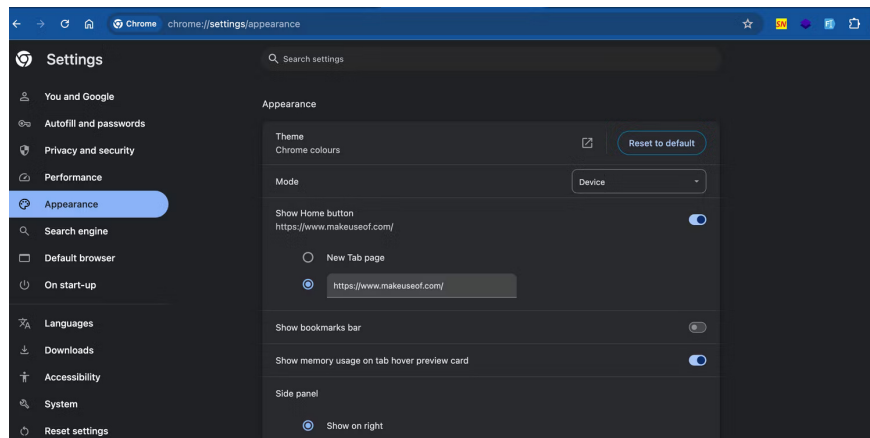 Chrome chrome://settings/appearance
SN
Settings
Search settings
You and Google
Autofill and passwords
Privacy and security
Performance
Appearance
Search engine
Default browser
On start-up
Languages
Downloads
Accessibility
System
Reset settings
Appearance
Theme
Chrome colours
Reset to default
Mode
Device
Show Home button
https://www.makeuseof.com/
New Tab page
https://www.makeuseof.com/
Show bookmarks bar
Show memory usage on tab hover preview card
Side panel
Show on right